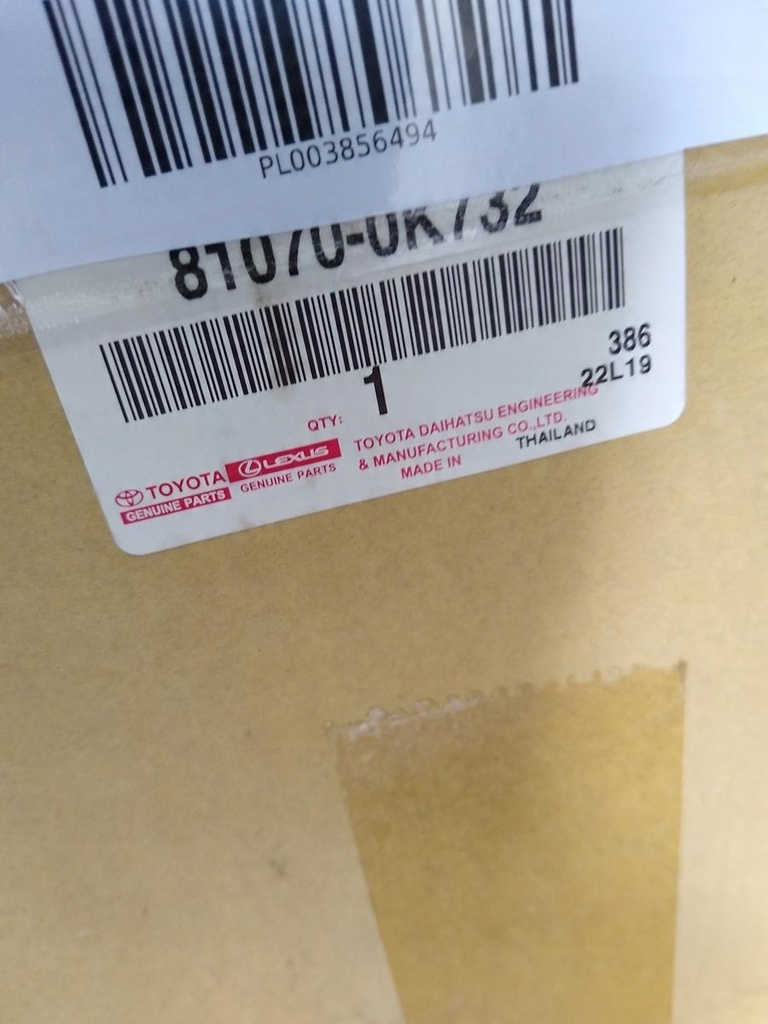 PL003856494
81070-0K732
386
1
22L19
QTY:
TOYOTA DAIHATSU ENGINEERING
& MANUFACTURING CO.,LTD.
MADE IN THAILAND
TOYOTA
GENUINE PARTS
LEXUS
GENUINE PARTS